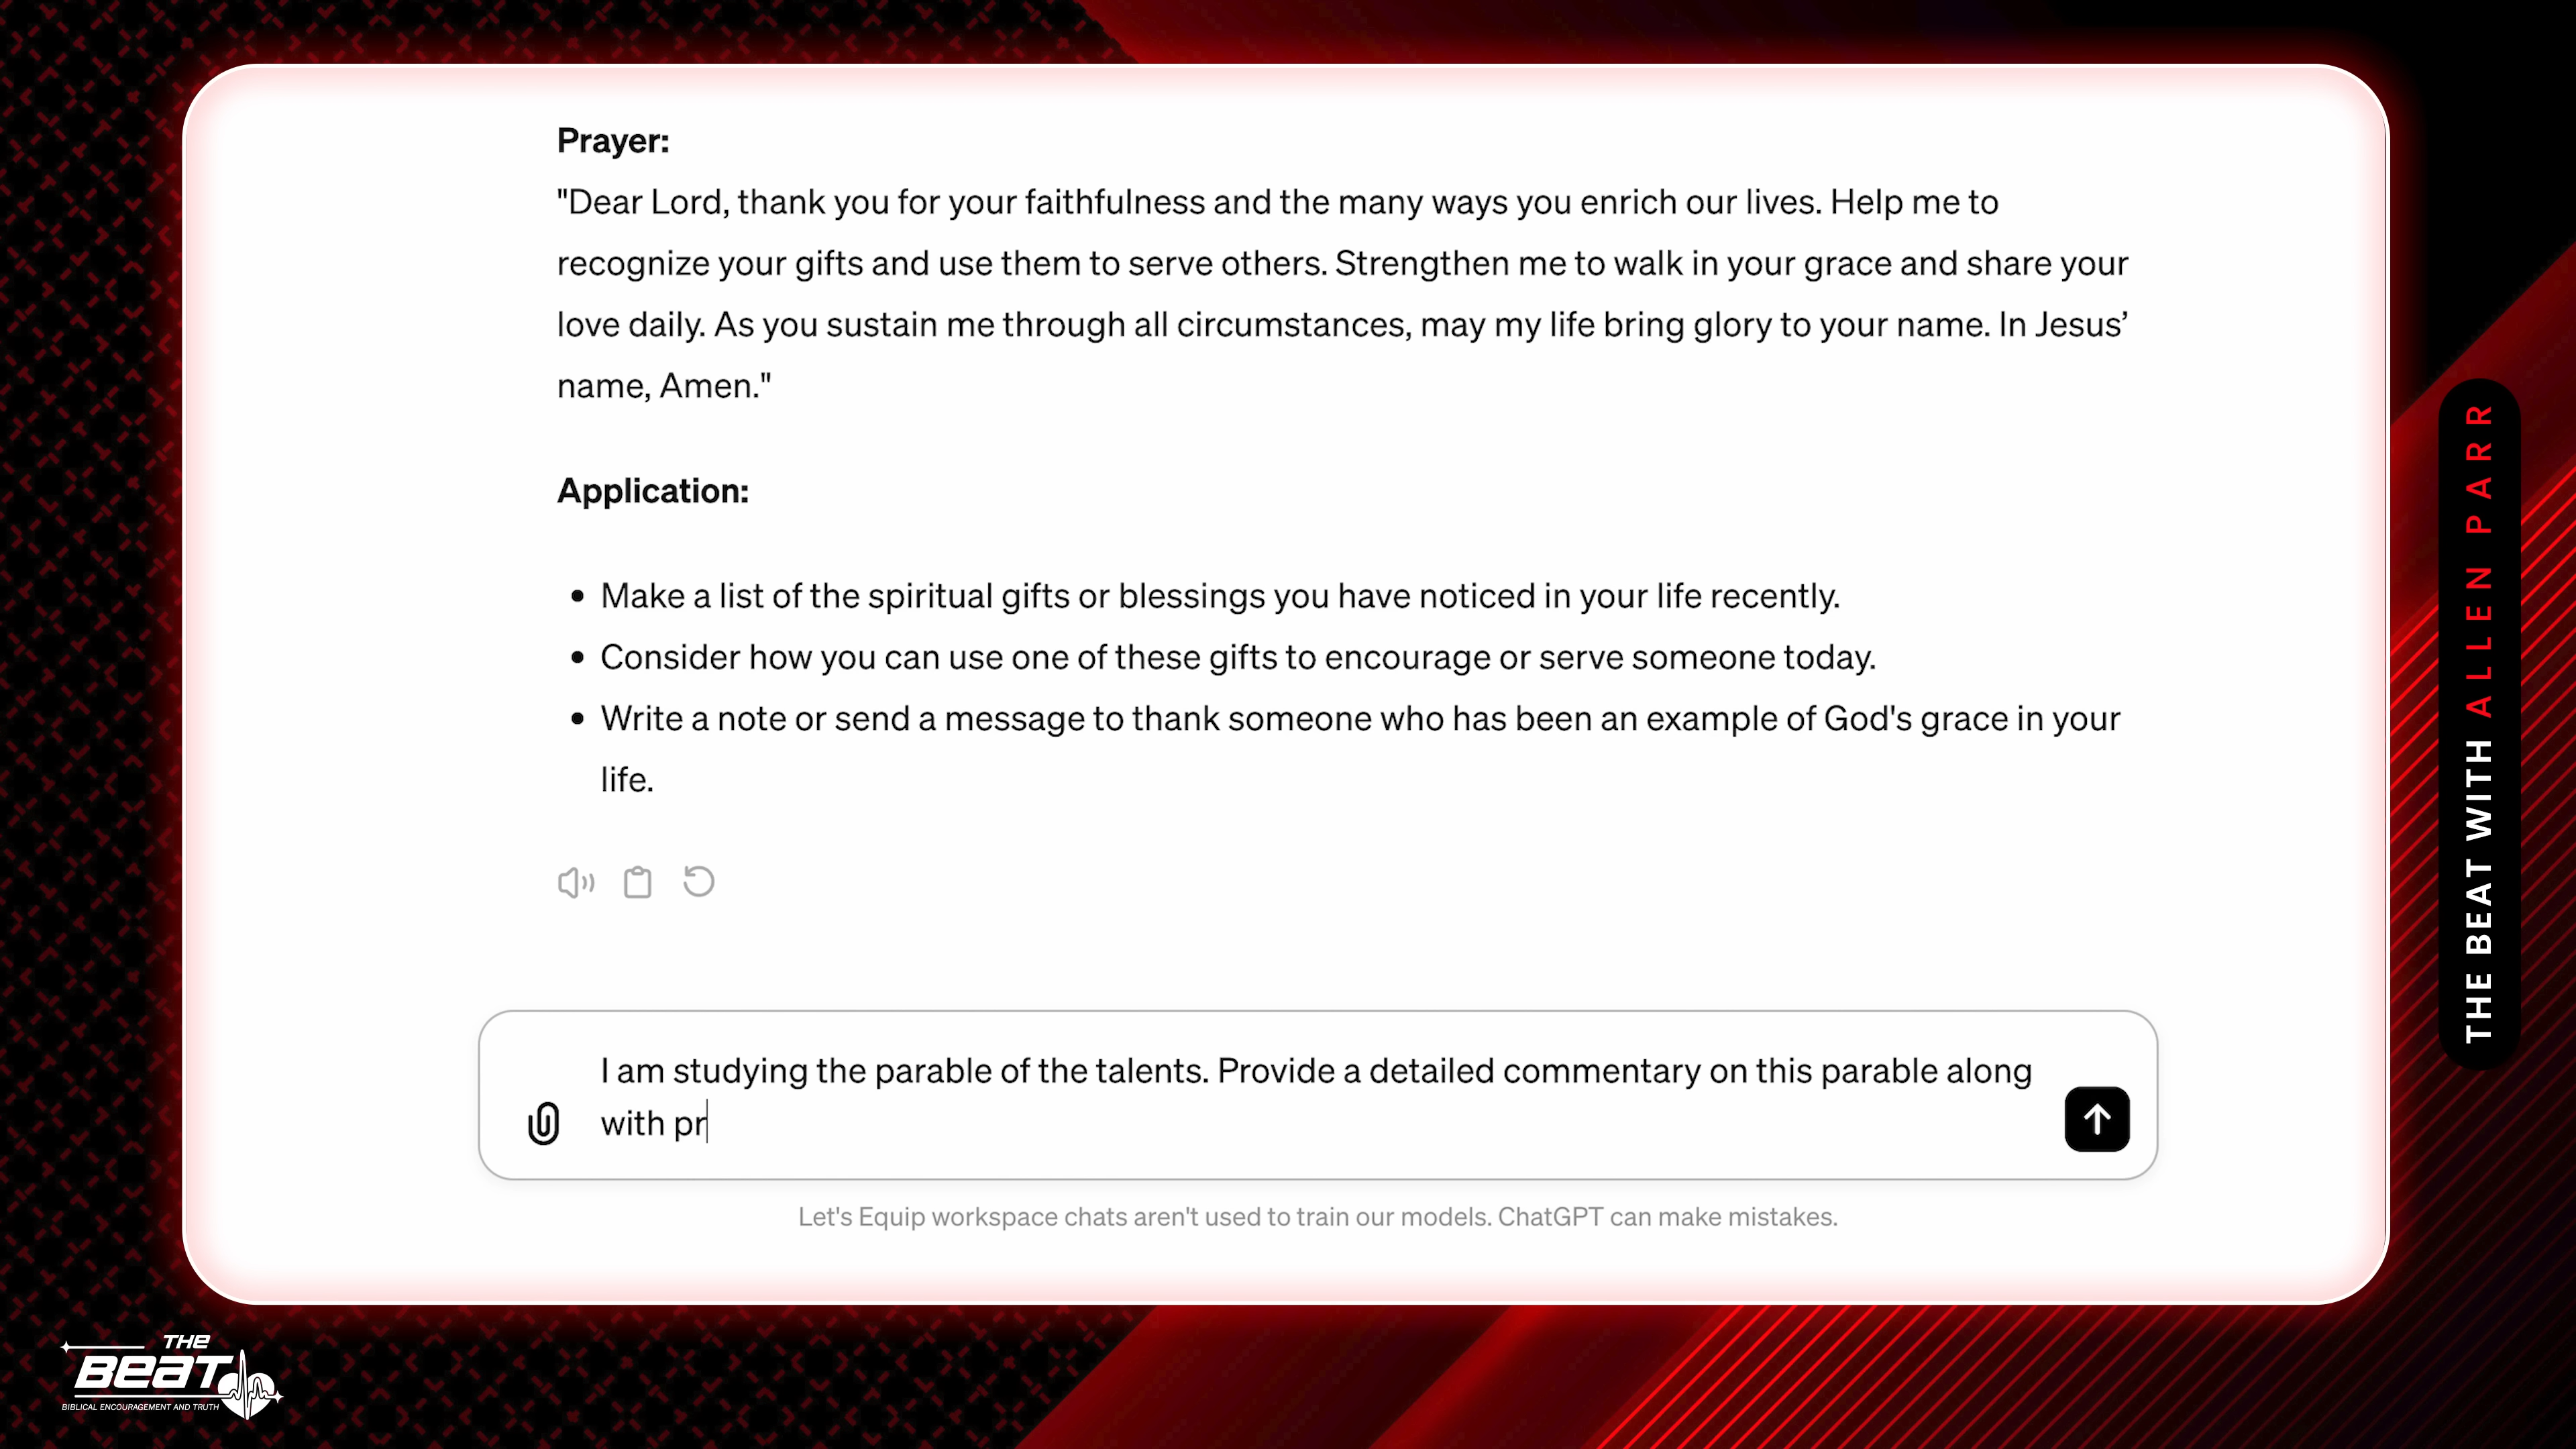 Prayer:
"Dear Lord, thank you for your faithfulness and the many ways you enrich our lives. Help me to
recognize your gifts and use them to serve others. Strengthen me to walk in your grace and share your
love daily. As you sustain me through all circumstances, may my life bring glory to your name. In Jesus’
name, Amen."
Application:
• Make a list of the spiritual gifts or blessings you have noticed in your life recently.
• Consider how you can use one of these gifts to encourage or serve someone today.
• Write a note or send a message to thank someone who has been an example of God's grace in your
life.
I am studying the parable of the talents. Provide a detailed commentary on this parable along
with pr
Let's Equip workspace chats aren't used to train our models. ChatGPT can make mistakes.
THE BEAT WITH ALLEN PARR
THE
BEAT
BIBLICAL ENCOURAGEMENT AND TRUTH